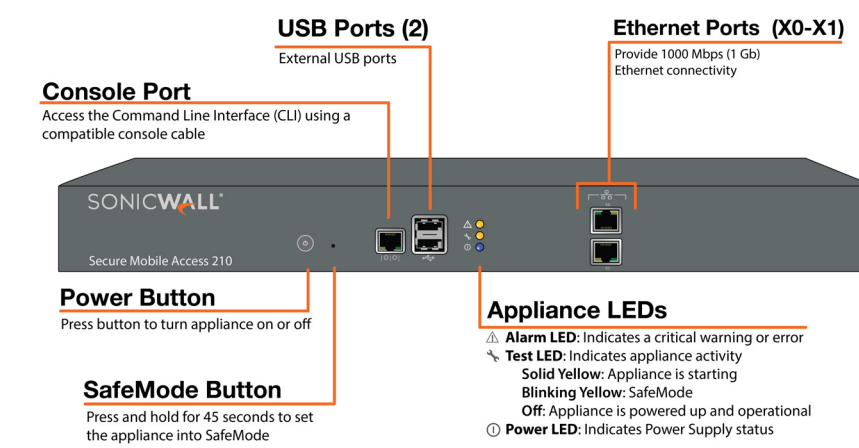 USB Ports (2)
External USB ports
Ethernet Ports (X0-X1)
Provide 1000 Mbps (1 Gb)
Ethernet connectivity
Console Port
Access the Command Line Interface (CLI) using a
compatible console cable
SONICWALL
Secure Mobile Access 210
|O|O|
X0
Power Button
Press button to turn appliance on or off
SafeMode Button
Press and hold for 45 seconds to set
the appliance into SafeMode
Appliance LEDs
Alarm LED: Indicates a critical warning or error
Test LED: Indicates appliance activity
Solid Yellow: Appliance is starting
Blinking Yellow: SafeMode
Off: Appliance is powered up and operational
Power LED: Indicates Power Supply status